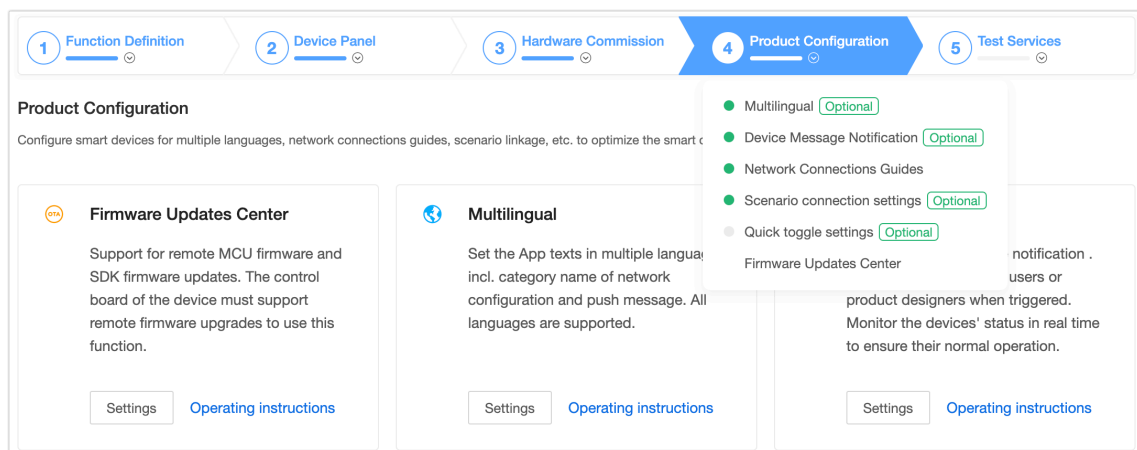 1 Function Definition
2 Device Panel
3 Hardware Commission
4 Product Configuration
5 Test Services
Product Configuration
Configure smart devices for multiple languages, network connections guides, scenario linkage, etc. to optimize the smart
Multilingual Optional
Device Message Notification Optional
Network Connections Guides
Scenario connection settings Optional
Quick toggle settings Optional
Firmware Updates Center
OTA
Firmware Updates Center
Support for remote MCU firmware and
SDK firmware updates. The control
board of the device must support
remote firmware upgrades to use this
function.
Settings Operating instructions
Multilingual
Set the App texts in multiple
incl. category name of network
configuration and push message. All
languages are supported.
Settings Operating instructions
notification .
users or
product designers when triggered.
Monitor the devices' status in real time
to ensure their normal operation.
Settings Operating instructions